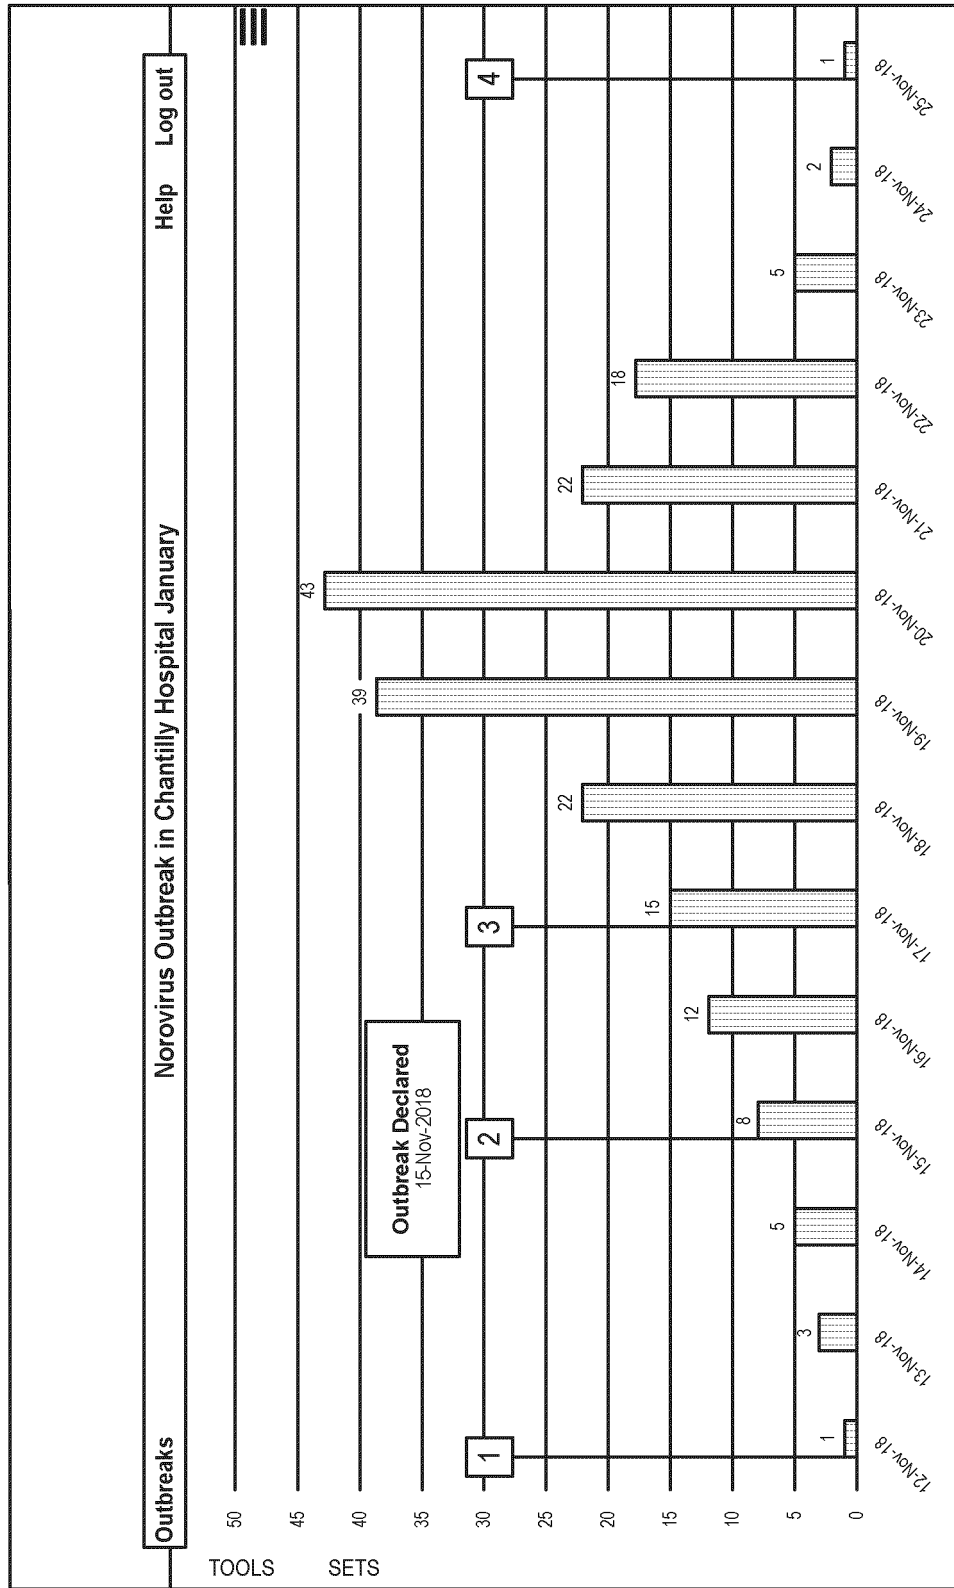 Outbreaks Norovirus Outbreak in Chantilly Hospital January Help Log out
TOOLS
SETS
50
45
40
35
30
25
20
15
10
5
0
Outbreak Declared
15-Nov-2018
1
2
3
4
1
3
5
8
12
15
22
39
43
22
18
5
2
1
12-Nov-18
13-Nov-18
14-Nov-18
15-Nov-18
16-Nov-18
17-Nov-18
18-Nov-18
19-Nov-18
20-Nov-18
21-Nov-18
22-Nov-18
23-Nov-18
24-Nov-18
25-Nov-18